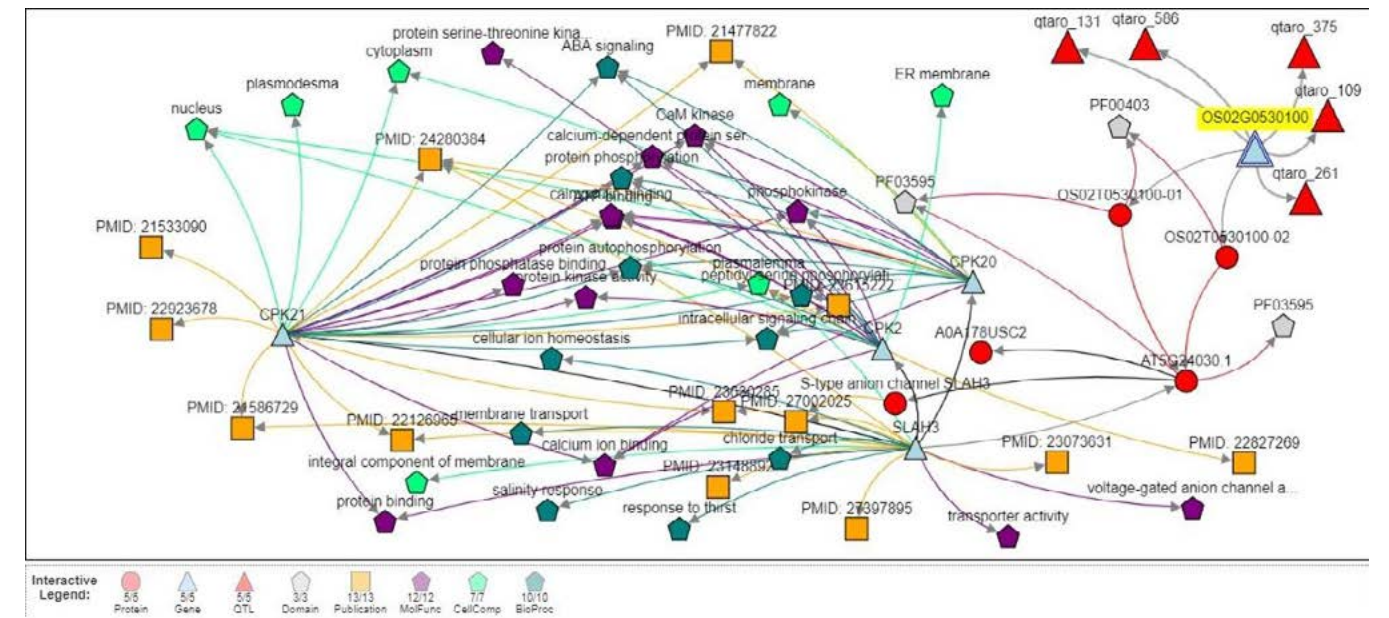 qtaro_131
qtaro_586
qtaro_375
protein serine-threonine kina...
ABA signaling
PMID: 21477822
cytoplasm
plasmodesma
membrane
ER membrane
qtaro_109
nucleus
PF00403
OS02G0530100
CaM kinase
PMID: 24280384
calcium-dependent protein ser...
protein phosphorylation
qtaro_261
PF03595
phosphokinase
OS02T0530100-01
binding
PMID: 21533090
OS02T0530100-02
protein autophosphorylation
CPK20
protein phosphatase binding
plasmalemma
protein kinase activity
PMID: 22923678
CPK21
PF03595
intracellular signaling chain
CPK2
A0A178USC2
cellular ion homeostasis
AT5G24030.1
S-type anion channel SLAH3
PMID: 21586729
PMID: 22126965
PMID: 27002025
membrane transport
SLAH3
chloride transport
calcium ion binding
PMID: 23073631
PMID: 22827269
integral component of membrane
voltage-gated anion channel a...
protein binding
response to thirst
PMID: 27397895
transporter activity
Interactive
Legend:
5/5 5/5 5/5 3/3 13/13 12/12 7/7 10/10
Protein Gene QTL Domain Publication MolFunc CellComp BioProc